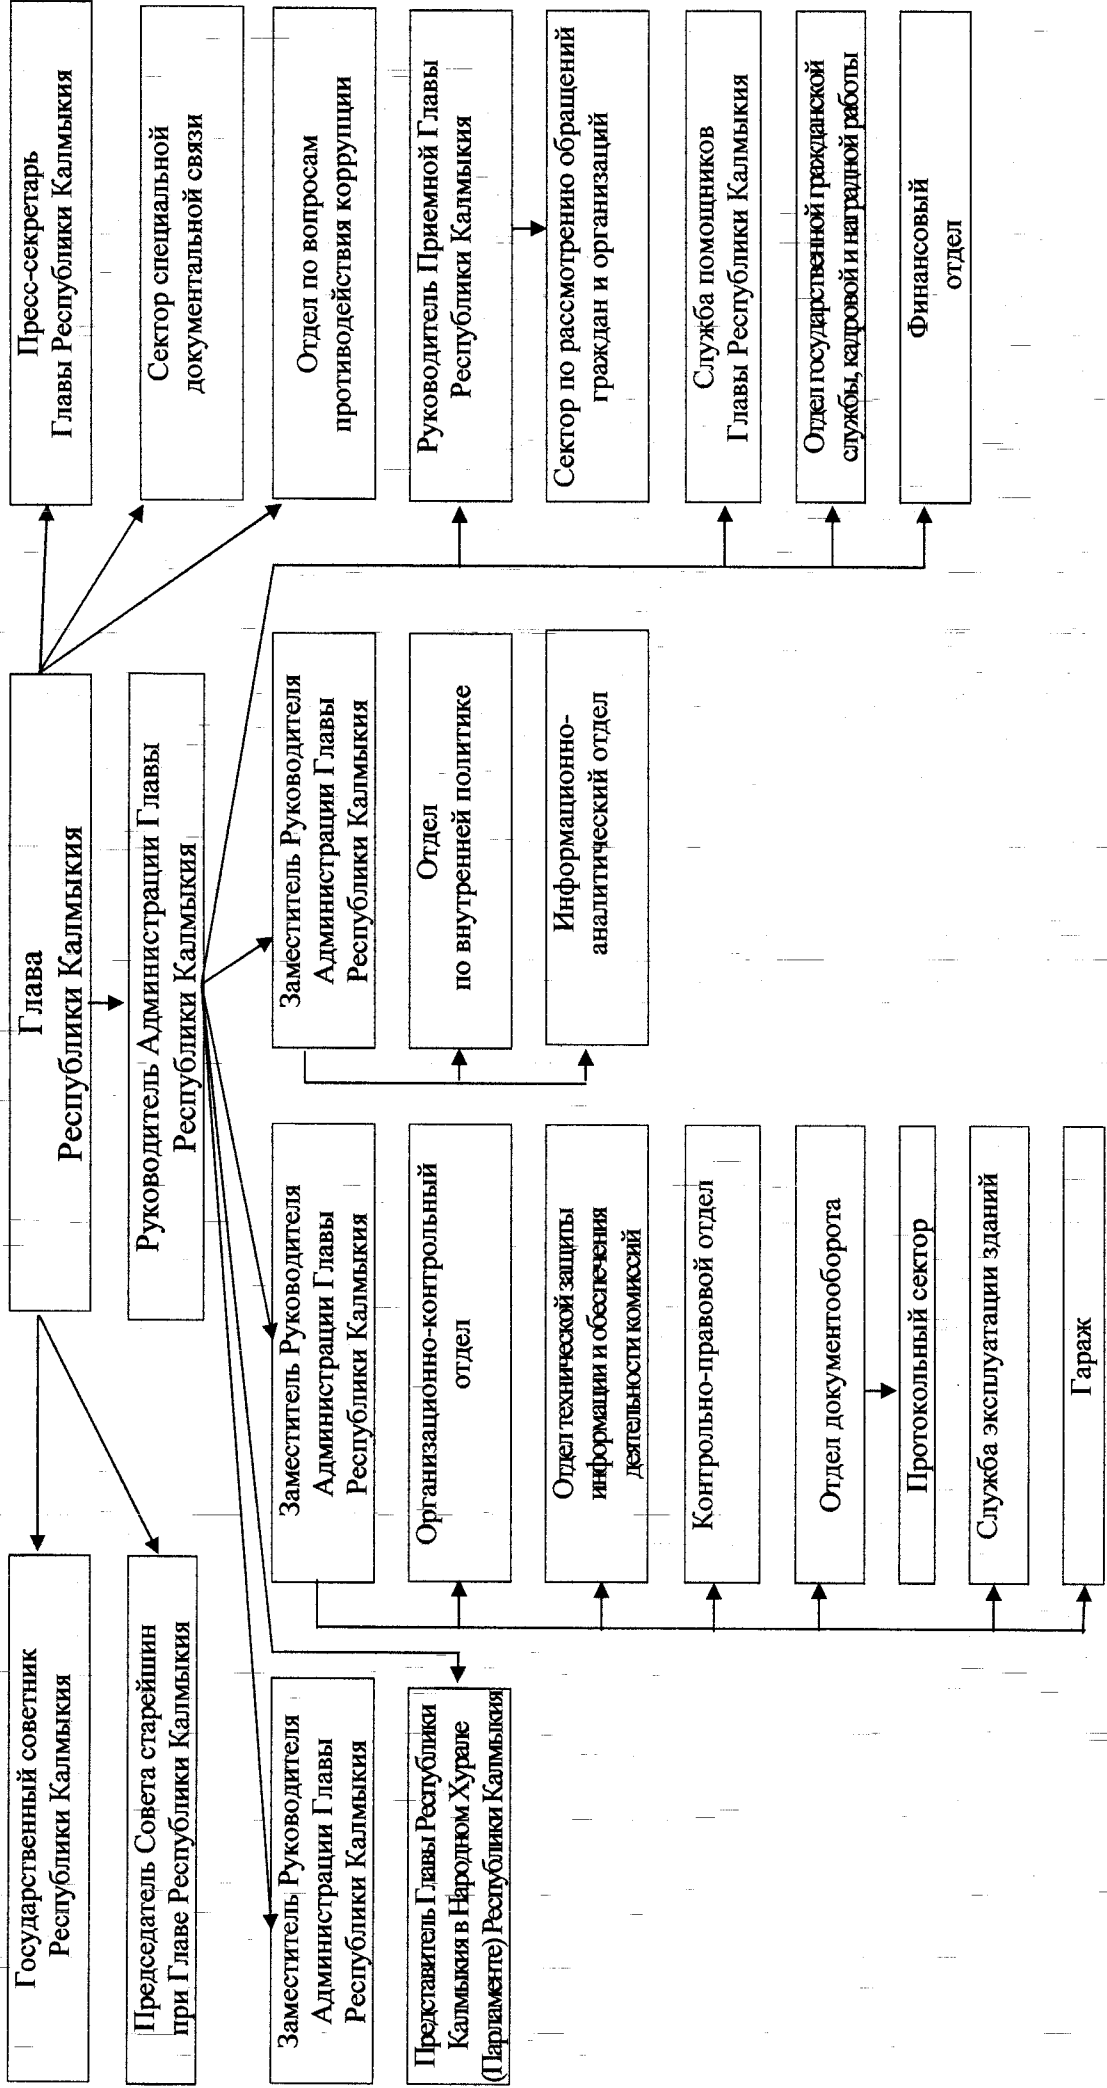 Государственный советник
Республики Калмыкия
Председатель Совета старейшин
при Главе Республики Калмыкия
Глава
Республики Калмыкия
Руководитель Администрации Главы
Республики Калмыкия
Пресс-секретарь
Главы Республики Калмыкия
Сектор специальной
документальной связи
Отдел по вопросам
противодействия коррупции
Заместитель Руководителя
Администрации Главы
Республики Калмыкия
Представитель Главы Республики
Калмыкия в Народном Хурале
(Парламенте) Республики Калмыкия
Заместитель Руководителя
Администрации Главы
Республики Калмыкия
Организационно-контрольный
отдел
Отдел технической защиты
информации и обеспечения
деятельности комиссий
Контрольно-правовой отдел
Отдел документооборота
Протокольный сектор
Служба эксплуатации зданий
Гараж
Заместитель Руководителя
Администрации Главы
Республики Калмыкия
Отдел
по внутренней политике
Информационно-
аналитический отдел
Руководитель Приемной Главы
Республики Калмыкия
Сектор по рассмотрению обращений
граждан и организаций
Служба помощников
Главы Республики Калмыкия
Отдел государственной гражданской
службы, кадровой и наградной работы
Финансовый
отдел